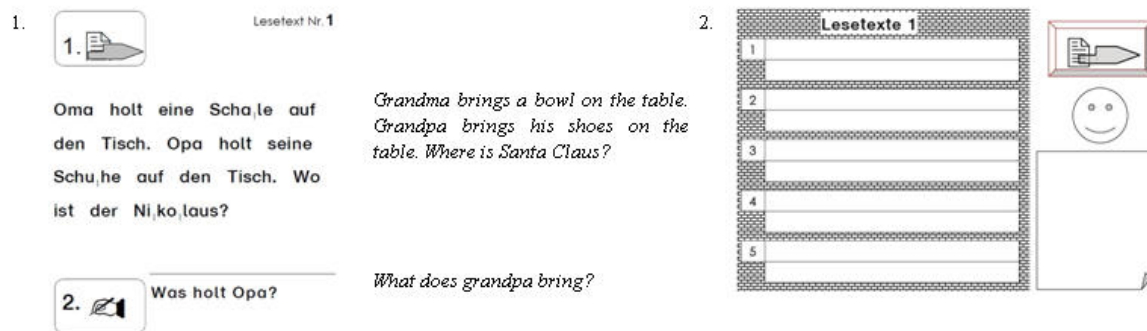 1.
Lesetext Nr. 1
1.
Oma holt eine Scha|le auf
den Tisch. Opa holt seine
Schu|he auf den Tisch. Wo
ist der Ni|ko|laus?
2.
Was holt Opa?
Grandma brings a bowl on the table.
Grandpa brings his shoes on the
table. Where is Santa Claus?
What does grandpa bring?
2.
Lesetexte 1
1
2
3
4
5